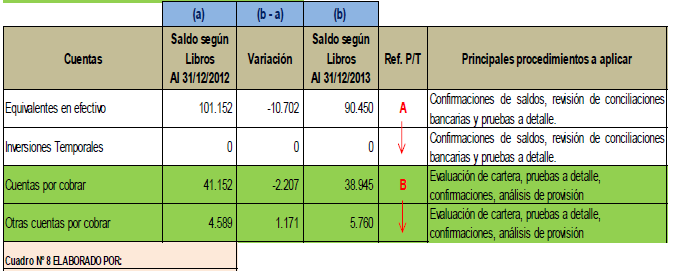 (a) (b - a) (b)
Cuentas Saldo según Libros Al 31/12/2012 Variación Saldo según Libros Al 31/12/2013 Ref. P/T Principales procedimientos a aplicar
Equivalentes en efectivo 101.152 -10.702 90.450 A Confirmaciones de saldos, revisión de conciliaciones bancarias y pruebas a detalle.
Inversiones Temporales 0 0 0 Confirmaciones de saldos, revisión de conciliaciones bancarias y pruebas a detalle.
Cuentas por cobrar 41.152 -2.207 38.945 B Evaluación de cartera, pruebas a detalle, confirmaciones, análisis de provisión
Otras cuentas por cobrar 4.589 1.171 5.760 Evaluación de cartera, pruebas a detalle, confirmaciones, análisis de provisión
Cuadro Nº 8 ELABORADO POR: